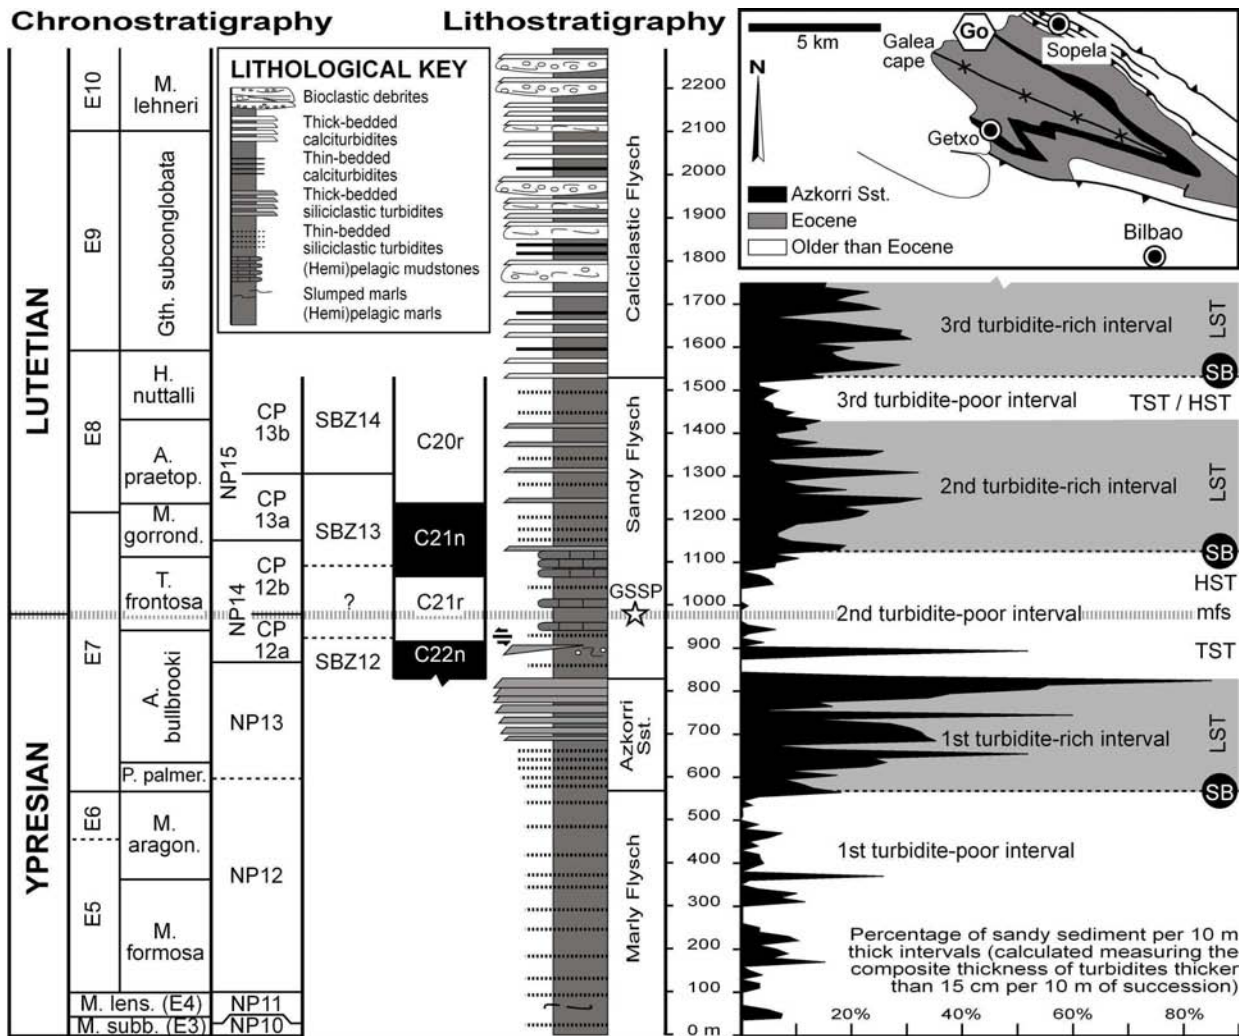 Chronostratigraphy
Lithostratigraphy
LUTETIAN
YPRESIAN
E10
E9
E8
E7
E6
E5
M.
lehneri
Gth. subconglobata
H.
nuttalli
A.
praetop.
M.
gorrond.
T.
frontosa
A.
bullbrooki
P. palmer.
M.
aragon.
M.
formosa
M. lens. (E4)
M. subb. (E3)
NP15
NP14
NP13
NP12
NP11
NP10
CP
13b
CP
13a
CP
12b
CP
12a
SBZ14
SBZ13
?
SBZ12
C20r
C21n
C21r
C22n
LITHOLOGICAL KEY
Bioclastic debrites
Thick-bedded
calciturbidites
Thin-bedded
calciturbidites
Thick-bedded
siliciclastic turbidites
Thin-bedded
siliciclastic turbidites
(Hemi)pelagic mudstones
Slumped marls
(Hemi)pelagic marls
Calciclastic Flysch
Sandy Flysch
GSSP
Azkorri
Sst.
Marly Flysch
2200
2100
2000
1900
1800
1700
1600
1500
1400
1300
1200
1100
1000
900
800
700
600
500
400
300
200
100
0 m
5 km
N
Go
Galea
cape
Sopela
Getxo
Bilbao
Azkorri Sst.
Eocene
Older than Eocene
3rd turbidite-rich interval
LST
SB
3rd turbidite-poor interval
TST / HST
2nd turbidite-rich interval
LST
SB
HST
2nd turbidite-poor interval
mfs
TST
1st turbidite-rich interval
LST
SB
1st turbidite-poor interval
Percentage of sandy sediment per 10 m
thick intervals (calculated measuring the
composite thickness of turbidites thicker
than 15 cm per 10 m of succession)
20%
40%
60%
80%